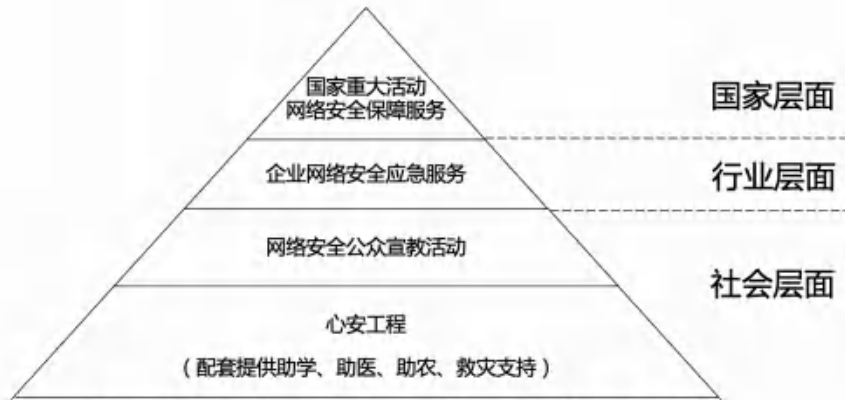 国家重大活动
网络安全保障服务
国家层面
企业网络安全应急服务
行业层面
网络安全公众宣教活动
社会层面
心安工程
（配套提供助学、助医、助农、救灾支持）